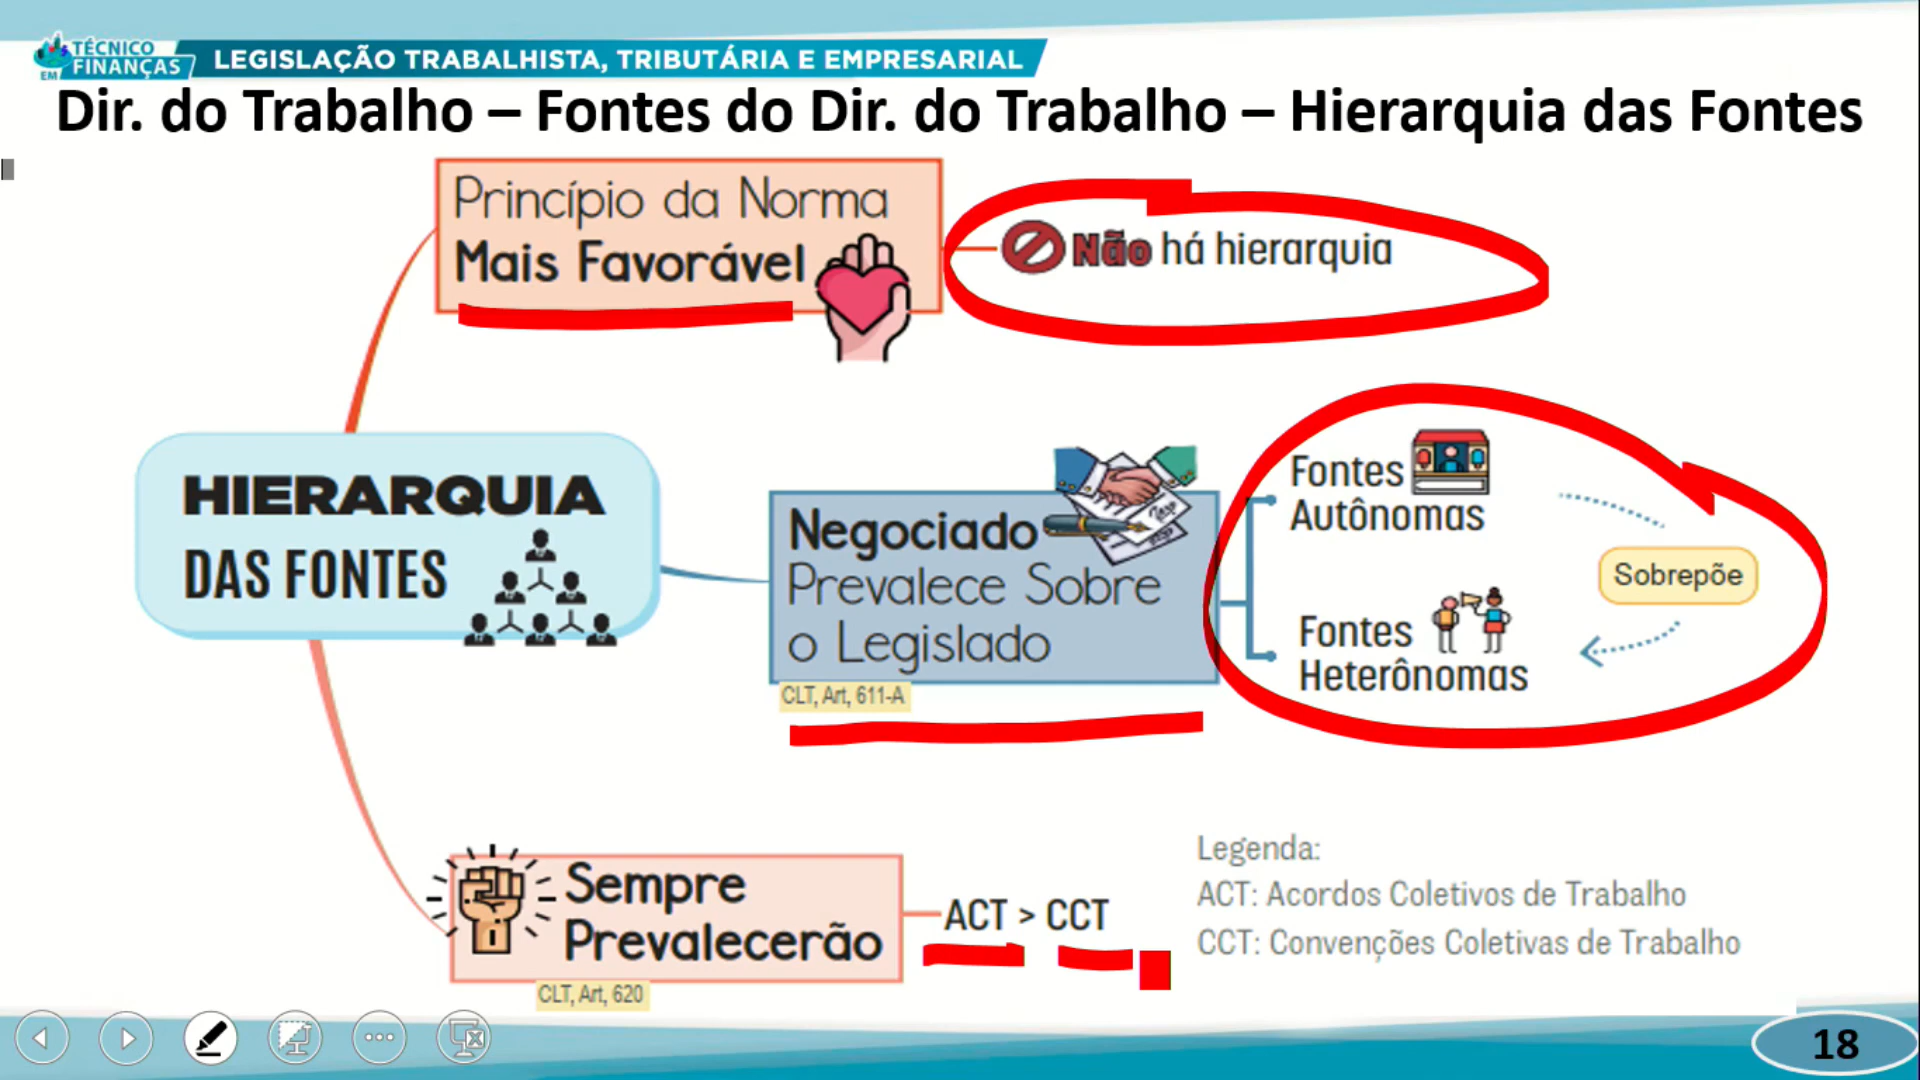 TÉCNICO
EM FINANÇAS
LEGISLAÇÃO TRABALHISTA, TRIBUTÁRIA E EMPRESARIAL
Dir. do Trabalho – Fontes do Dir. do Trabalho – Hierarquia das Fontes
Princípio da Norma
Mais Favorável
Não há hierarquia
HIERARQUIA
DAS FONTES
Negociado
Prevalece Sobre
o Legislado
CLT, Art, 611-A
Fontes
Autônomas
Sobrepõe
Fontes
Heterônomas
Sempre
Prevalecerão
CLT, Art, 620
ACT > CCT
Legenda:
ACT: Acordos Coletivos de Trabalho
CCT: Convenções Coletivas de Trabalho
18